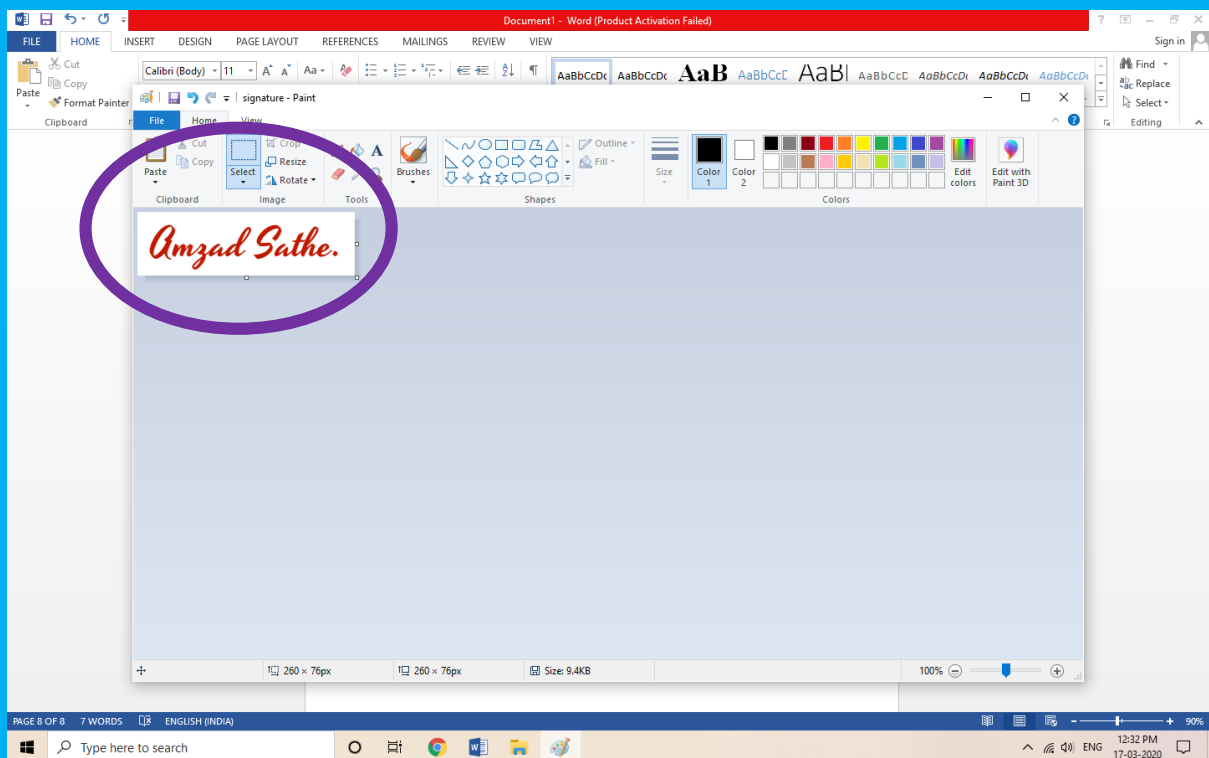 Document1 - Word (Product Activation Failed)
FILE HOME INSERT DESIGN PAGE LAYOUT REFERENCES MAILINGS REVIEW VIEW Sign in
Cut
Copy
Paste
Format Painter
Clipboard
Calibri (Body) 11
AaBbCcDc AaBbCcDc AaB AaBbCcD AaB AaBbCcD AaBbCcDc AaBbCcDc AaBbCcDc
Find
Replace
Select
Editing
signature - Paint
File Home View
Cut
Copy
Paste
Clipboard
Select
Crop
Resize
Rotate
Image
A
Tools
Brushes
Outline
Fill
Shapes
Size
Color 1
Color 2
Colors
Edit colors
Edit with Paint 3D
Amzad Sathe.
260 × 76px 260 × 76px Size: 9.4KB 100%
PAGE 8 OF 8 7 WORDS ENGLISH (INDIA) 90%
Type here to search ENG 12:32 PM
17-03-2020